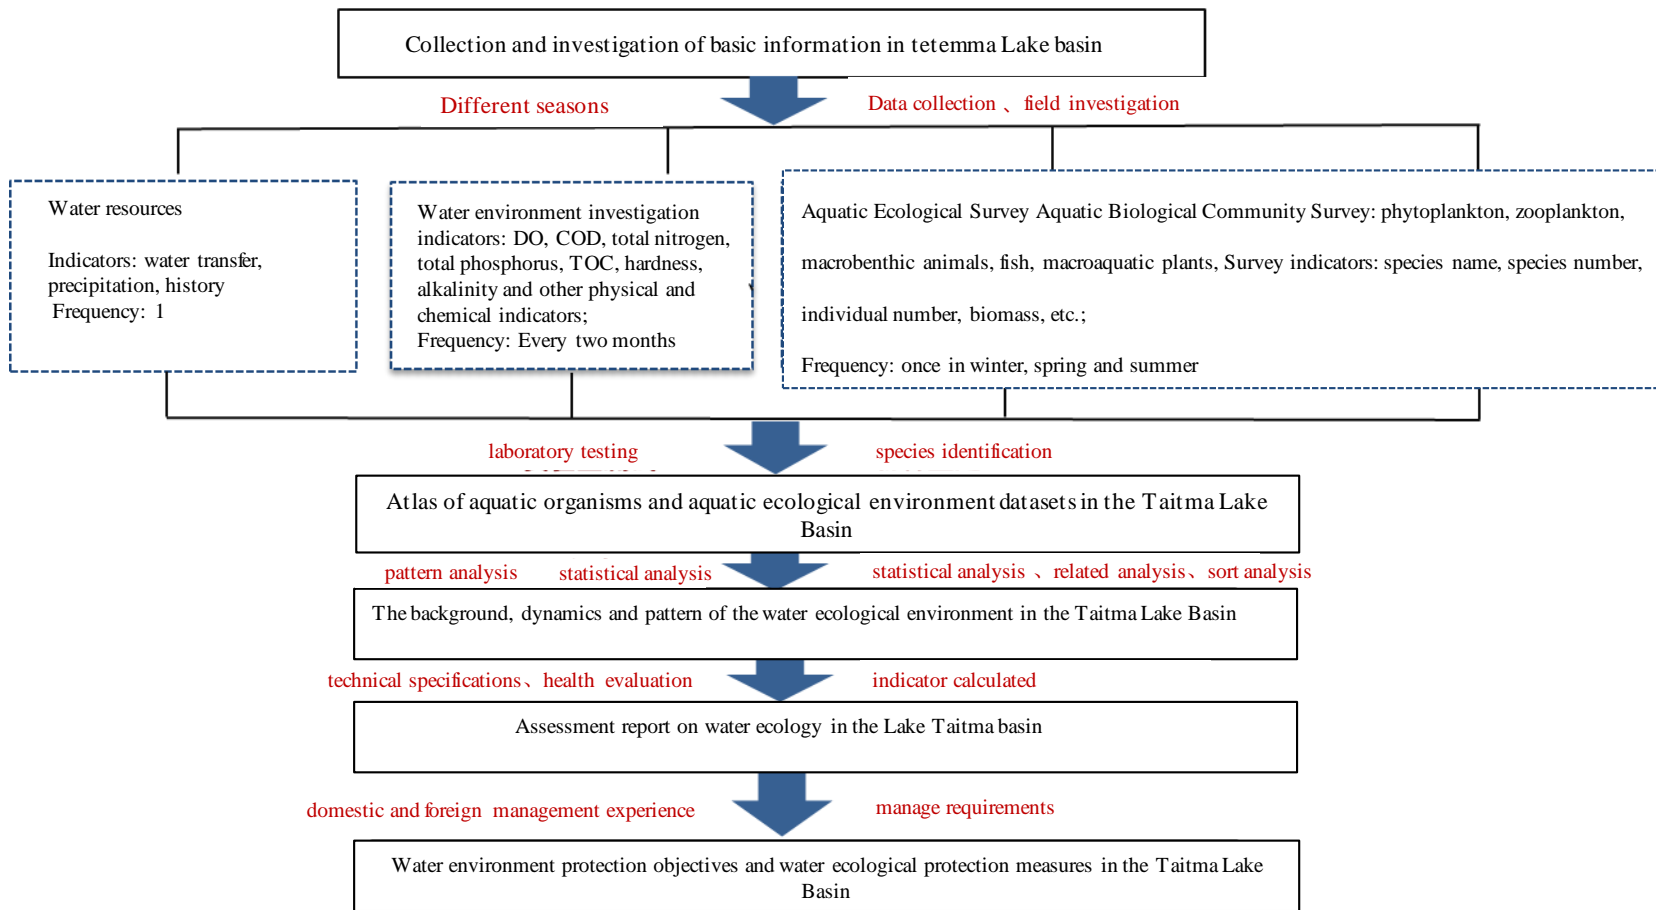 Collection and investigation of basic information in tetemma Lake basin
Different seasons
Data collection 、field investigation
Water resources
Indicators: water transfer,
precipitation, history
Frequency: 1
Water environment investigation
indicators: DO, COD, total nitrogen,
total phosphorus, TOC, hardness,
alkalinity and other physical and
chemical indicators;
Frequency: Every two months
Aquatic Ecological Survey Aquatic Biological Community Survey: phytoplankton, zooplankton,
macrobenthic animals, fish, macroaquatic plants, Survey indicators: species name, species number,
individual number, biomass, etc.;
Frequency: once in winter, spring and summer
laboratory testing
species identification
Atlas of aquatic organisms and aquatic ecological environment datasets in the Taitma Lake
Basin
pattern analysis
statistical analysis
statistical analysis 、related analysis、sort analysis
The background, dynamics and pattern of the water ecological environment in the Taitma Lake Basin
technical specifications、health evaluation
indicator calculated
Assessment report on water ecology in the Lake Taitma basin
domestic and foreign management experience
manage requirements
Water environment protection objectives and water ecological protection measures in the Taitma Lake
Basin